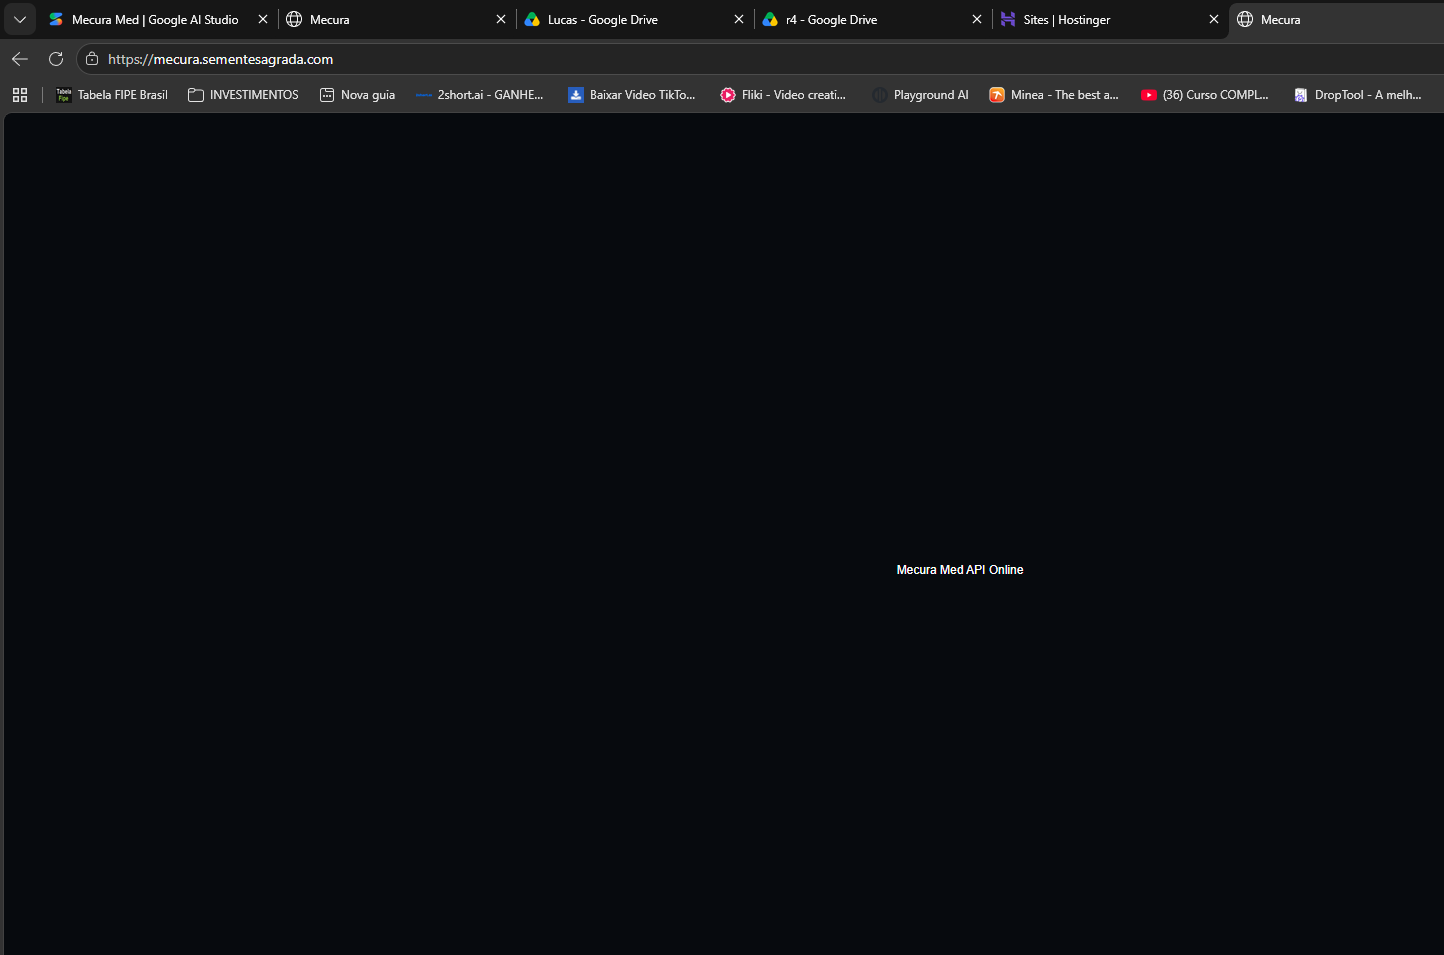 Mecura Med | Google AI Studio
Mecura
Lucas - Google Drive
r4 - Google Drive
Sites | Hostinger
Mecura
https://mecura.sementesagrada.com
Tabela FIPE Brasil
INVESTIMENTOS
Nova guia
2short.ai - GANHE...
Baixar Video TikTo...
Fliki - Video creati...
Playground AI
Minea - The best a...
(36) Curso COMPL...
DropTool - A melh...
Mecura Med API Online